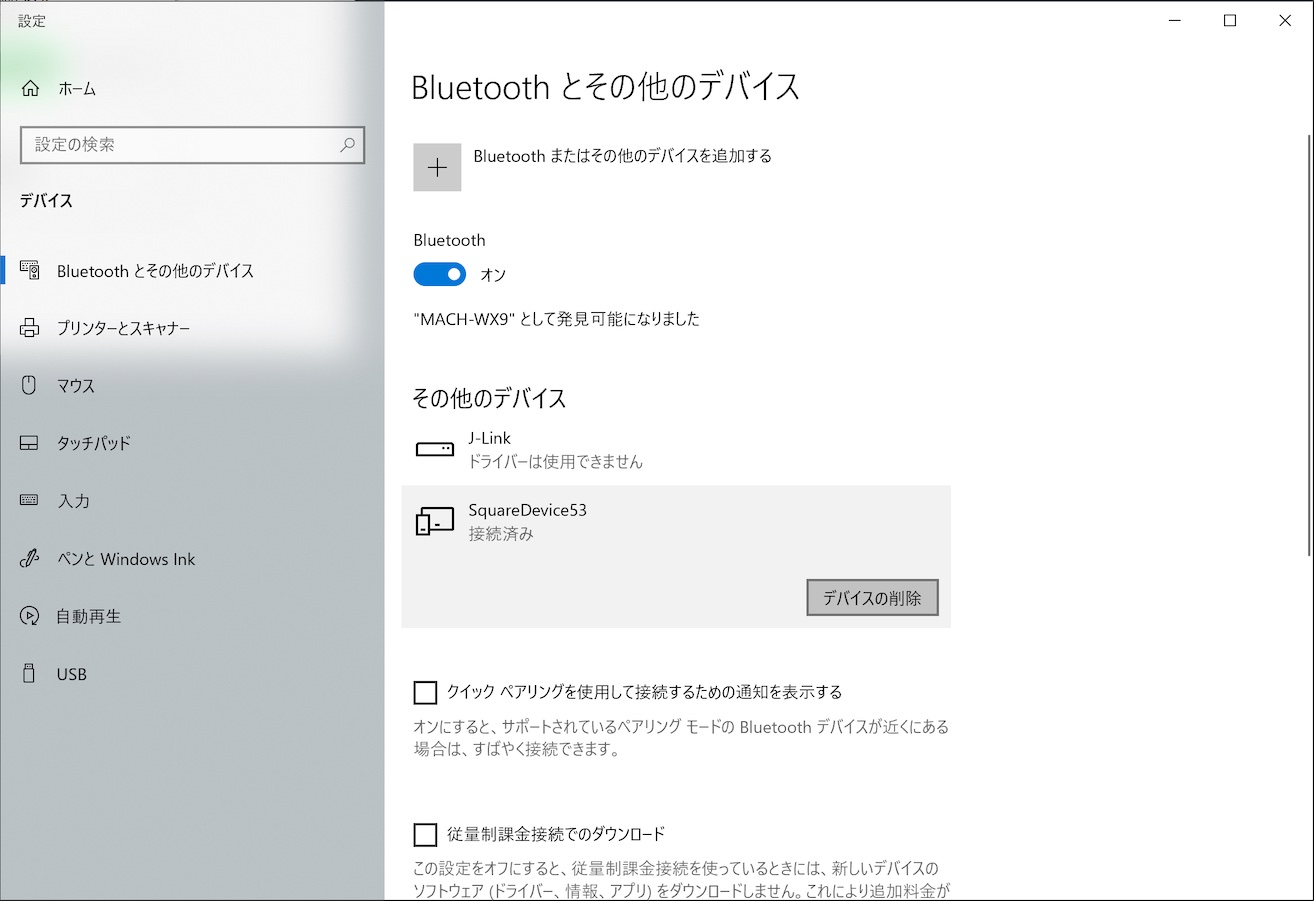 設定
ホーム
設定の検索
デバイス
Bluetooth とその他のデバイス
プリンターとスキャナー
マウス
タッチパッド
入力
ペンと Windows Ink
自動再生
USB
Bluetooth とその他のデバイス
Bluetooth またはその他のデバイスを追加する
Bluetooth
オン
"MACH-WX9" として発見可能になりました
その他のデバイス
J-Link
ドライバーは使用できません
SquareDevice53
接続済み
デバイスの削除
クイック ペアリングを使用して接続するための通知を表示する
オンにすると、サポートされているペアリング モードの Bluetooth デバイスが近くにある
場合は、すばやく接続できます。
従量制課金接続でのダウンロード
この設定をオフにすると、従量制課金接続を使っているときには、新しいデバイスの
ソフトウェア (ドライバー、情報、アプリ) をダウンロードしません。これにより追加料金が